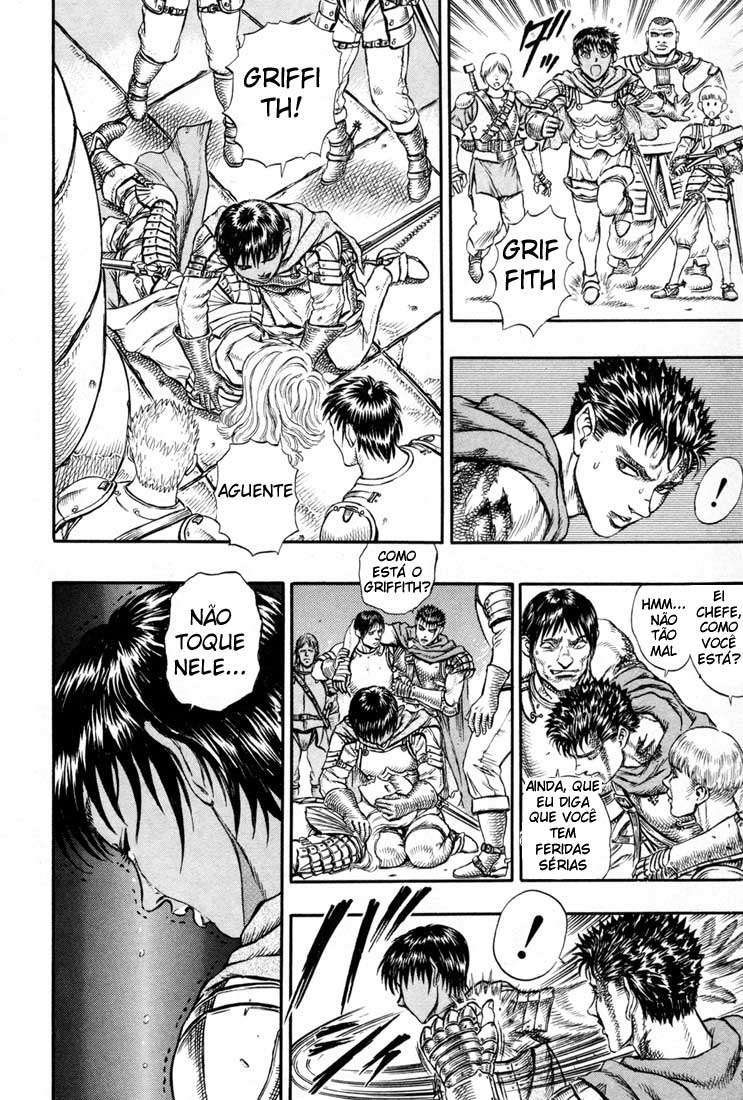 GRIF
FITH
GRIFFI
TH!
AGUENTE
!
EI
CHEFE,
COMO
VOCÊ
ESTÁ?
HMM...
NÃO
TÃO
MAL
AINDA, QUE
EU DIGA
QUE VOCÊ
TEM
FERIDAS
SÉRIAS
COMO
ESTÁ O
GRIFFITH?
NÃO
TOQUE
NELE...
!